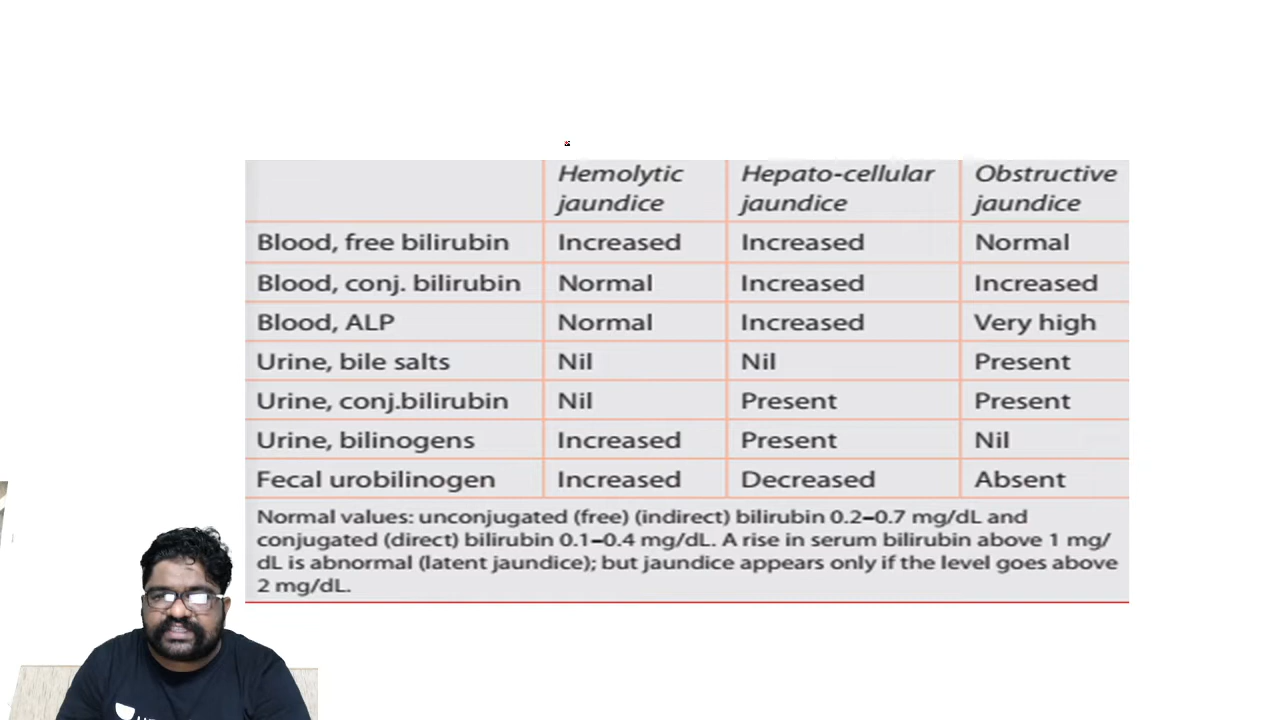 Hemolytic jaundice Hepato-cellular jaundice Obstructive jaundice
Blood, free bilirubin Increased Increased Normal
Blood, conj. bilirubin Normal Increased Increased
Blood, ALP Normal Increased Very high
Urine, bile salts Nil Nil Present
Urine, conj.bilirubin Nil Present Present
Urine, bilinogens Increased Present Nil
Fecal urobilinogen Increased Decreased Absent
Normal values: unconjugated (free) (indirect) bilirubin 0.2–0.7 mg/dL and
conjugated (direct) bilirubin 0.1–0.4 mg/dL. A rise in serum bilirubin above 1 mg/
dL is abnormal (latent jaundice); but jaundice appears only if the level goes above
2 mg/dL.